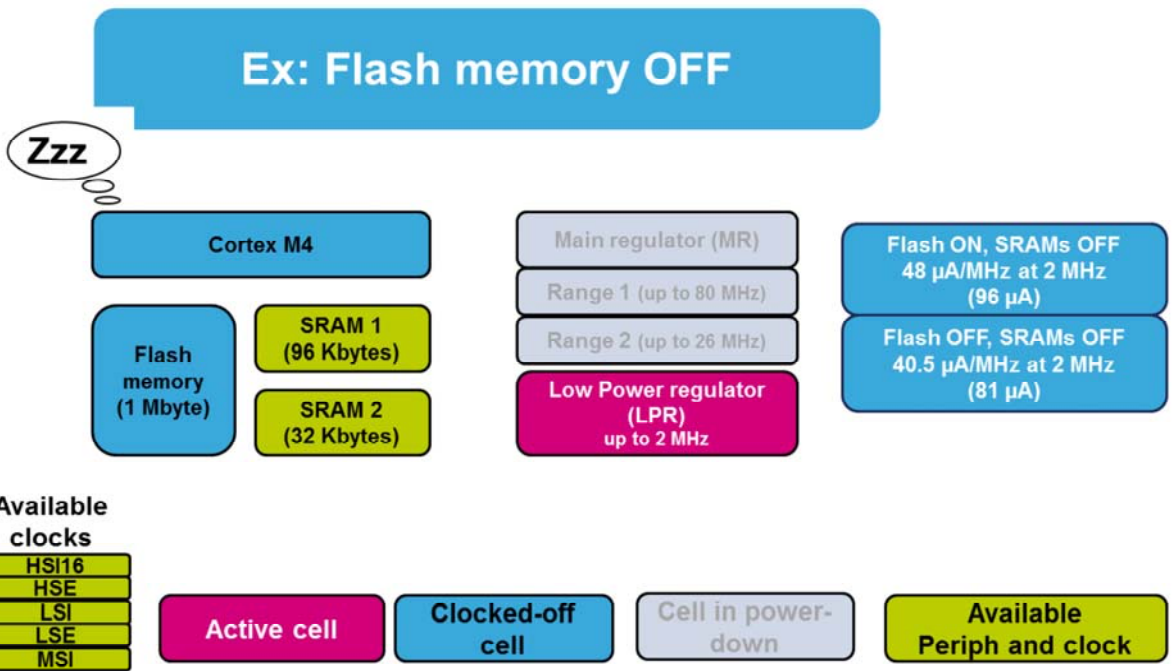 Ex: Flash memory OFF
Zzz
Cortex M4
Flash
memory
(1 Mbyte)
SRAM 1
(96 Kbytes)
SRAM 2
(32 Kbytes)
Main regulator (MR)
Range 1 (up to 80 MHz)
Range 2 (up to 26 MHz)
Low Power regulator
(LPR)
up to 2 MHz
Flash ON, SRAMs OFF
48 µA/MHz at 2 MHz
(96 µA)
Flash OFF, SRAMs OFF
40.5 µA/MHz at 2 MHz
(81 µA)
Available
clocks
HSI16
HSE
LSI
LSE
MSI
Active cell
Clocked-off
cell
Cell in power-
down
Available
Periph and clock